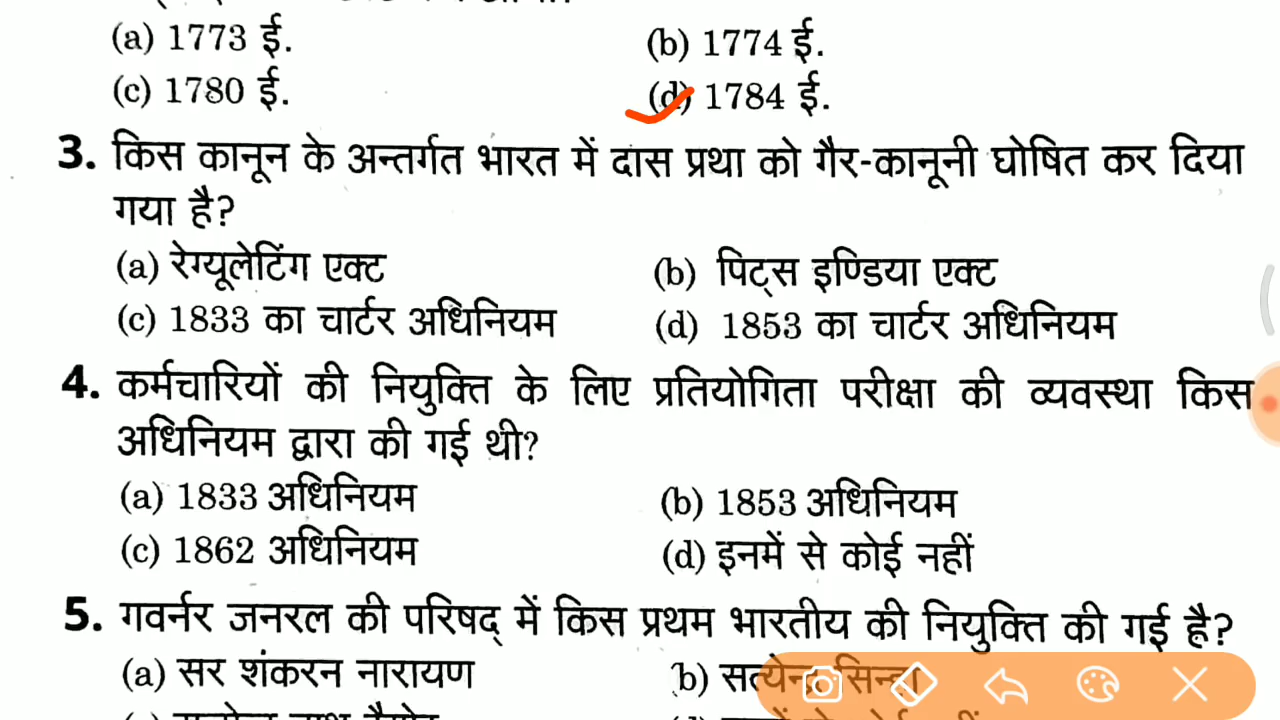 (a) 1773 ई. (b) 1774 ई.
(c) 1780 ई. (d) 1784 ई.
3. किस कानून के अन्तर्गत भारत में दास प्रथा को गैर-कानूनी घोषित कर दिया
गया है?
(a) रेग्यूलेटिंग एक्ट (b) पिट्स इण्डिया एक्ट
(c) 1833 का चार्टर अधिनियम (d) 1853 का चार्टर अधिनियम
4. कर्मचारियों की नियुक्ति के लिए प्रतियोगिता परीक्षा की व्यवस्था किस
अधिनियम द्वारा की गई थी?
(a) 1833 अधिनियम (b) 1853 अधिनियम
(c) 1862 अधिनियम (d) इनमें से कोई नहीं
5. गवर्नर जनरल की परिषद् में किस प्रथम भारतीय की नियुक्ति की गई है?
(a) सर शंकरन नारायण (b) सत्येन्द्र सिन्हा